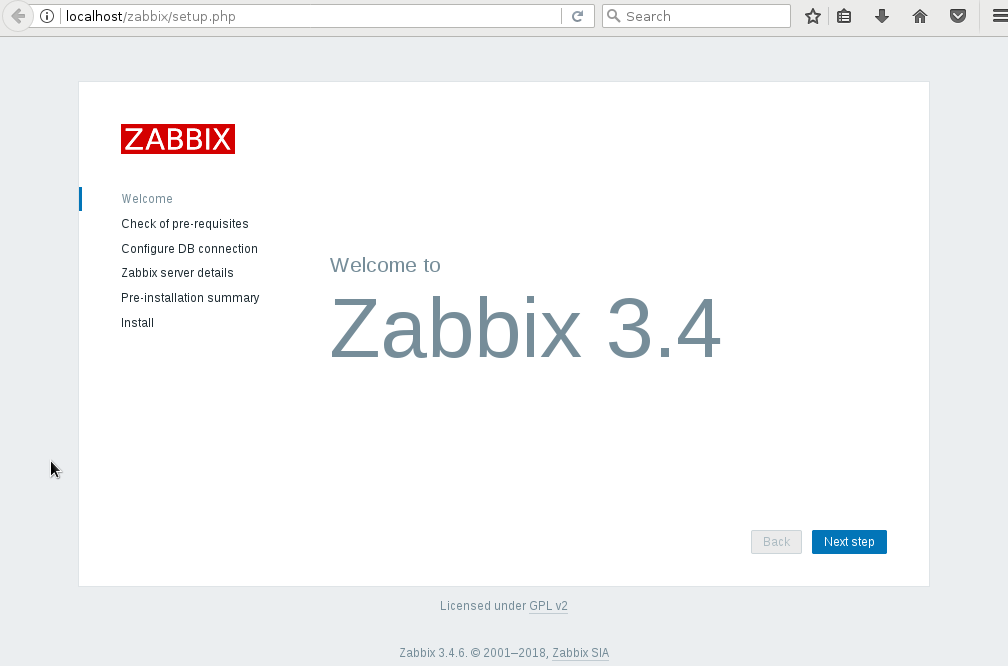 localhost/zabbix/setup.php
Search
ZABBIX
Welcome
Check of pre-requisites
Configure DB connection
Zabbix server details
Pre-installation summary
Install
Welcome to
Zabbix 3.4
Back
Next step
Licensed under GPL v2
Zabbix 3.4.6. © 2001–2018, Zabbix SIA